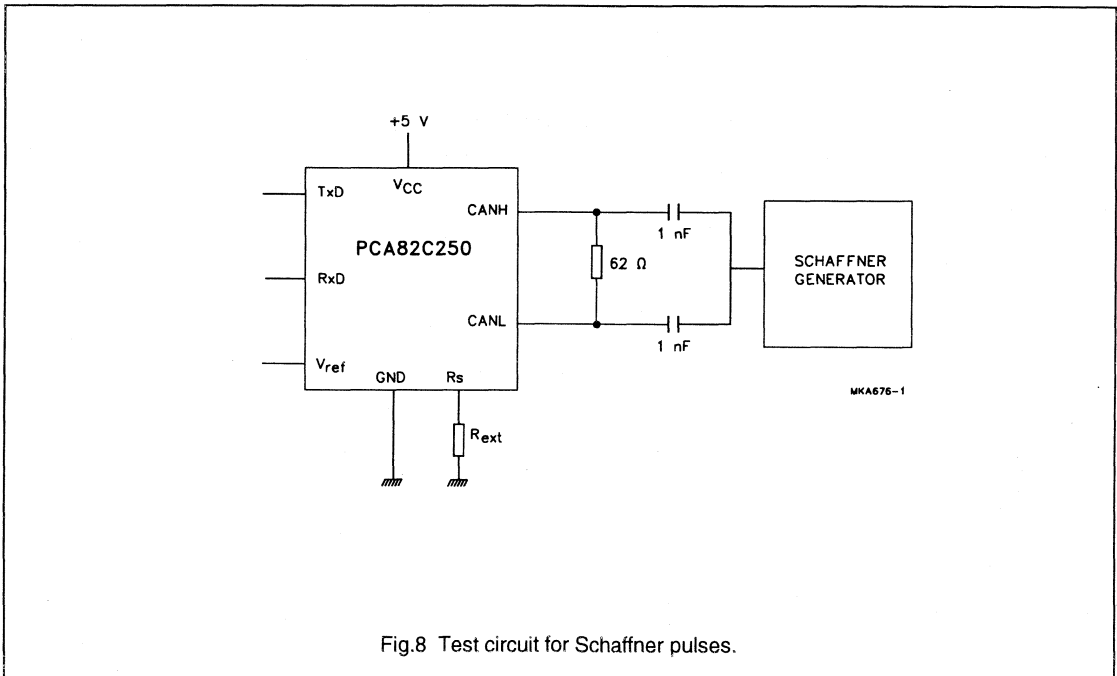 +5 V
TxD
VCC
CANH
1 nF
PCA82C250
62 Ω
SCHAFFNER
GENERATOR
RxD
CANL
1 nF
Vref
GND
Rs
MKA676-1
Rext
Fig.8 Test circuit for Schaffner pulses.